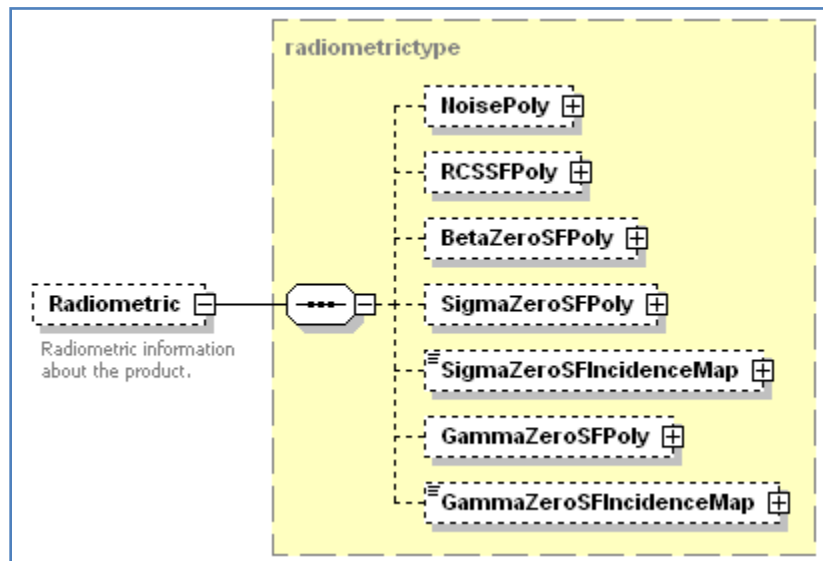 radiometrictype
NoisePoly
RCSSFPoly
BetaZeroSFPoly
Radiometric
SigmaZeroSFPoly
Radiometric information
about the product.
SigmaZeroSFIncidenceMap
GammaZeroSFPoly
GammaZeroSFIncidenceMap